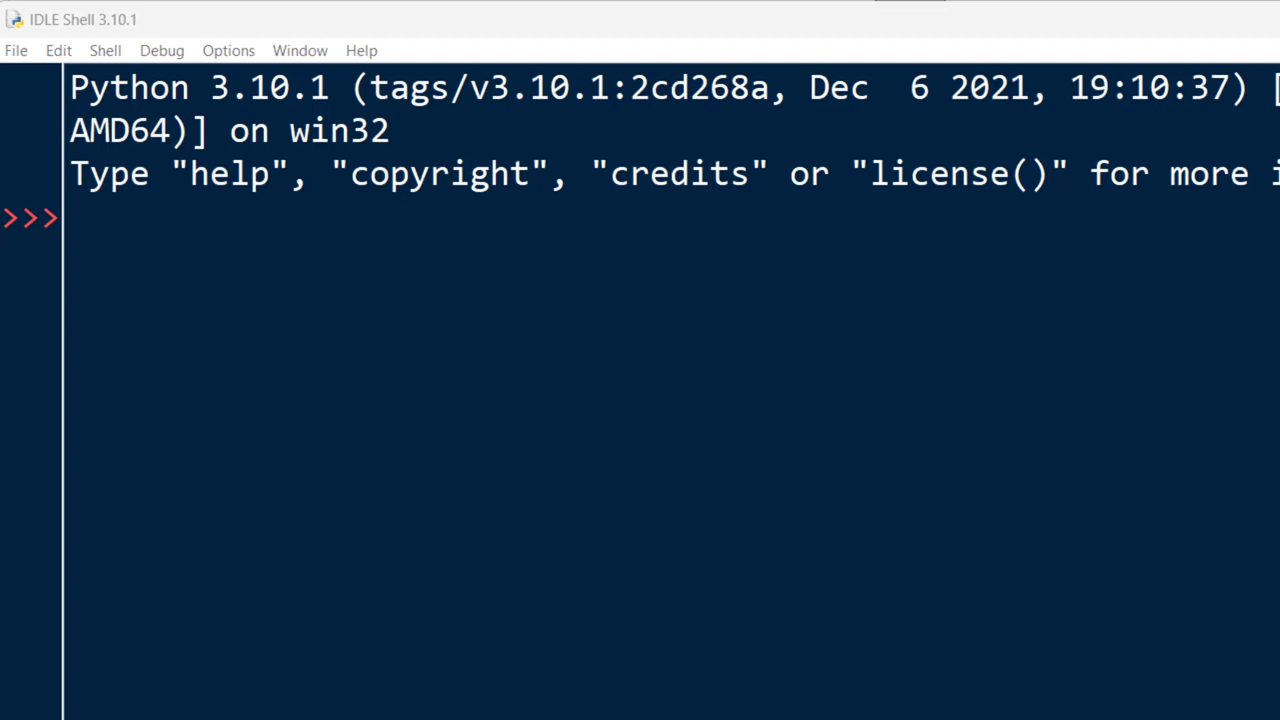 IDLE Shell 3.10.1
File Edit Shell Debug Options Window Help
Python 3.10.1 (tags/v3.10.1:2cd268a, Dec  6 2021, 19:10:37) [
AMD64)] on win32
Type "help", "copyright", "credits" or "license()" for more
>>>